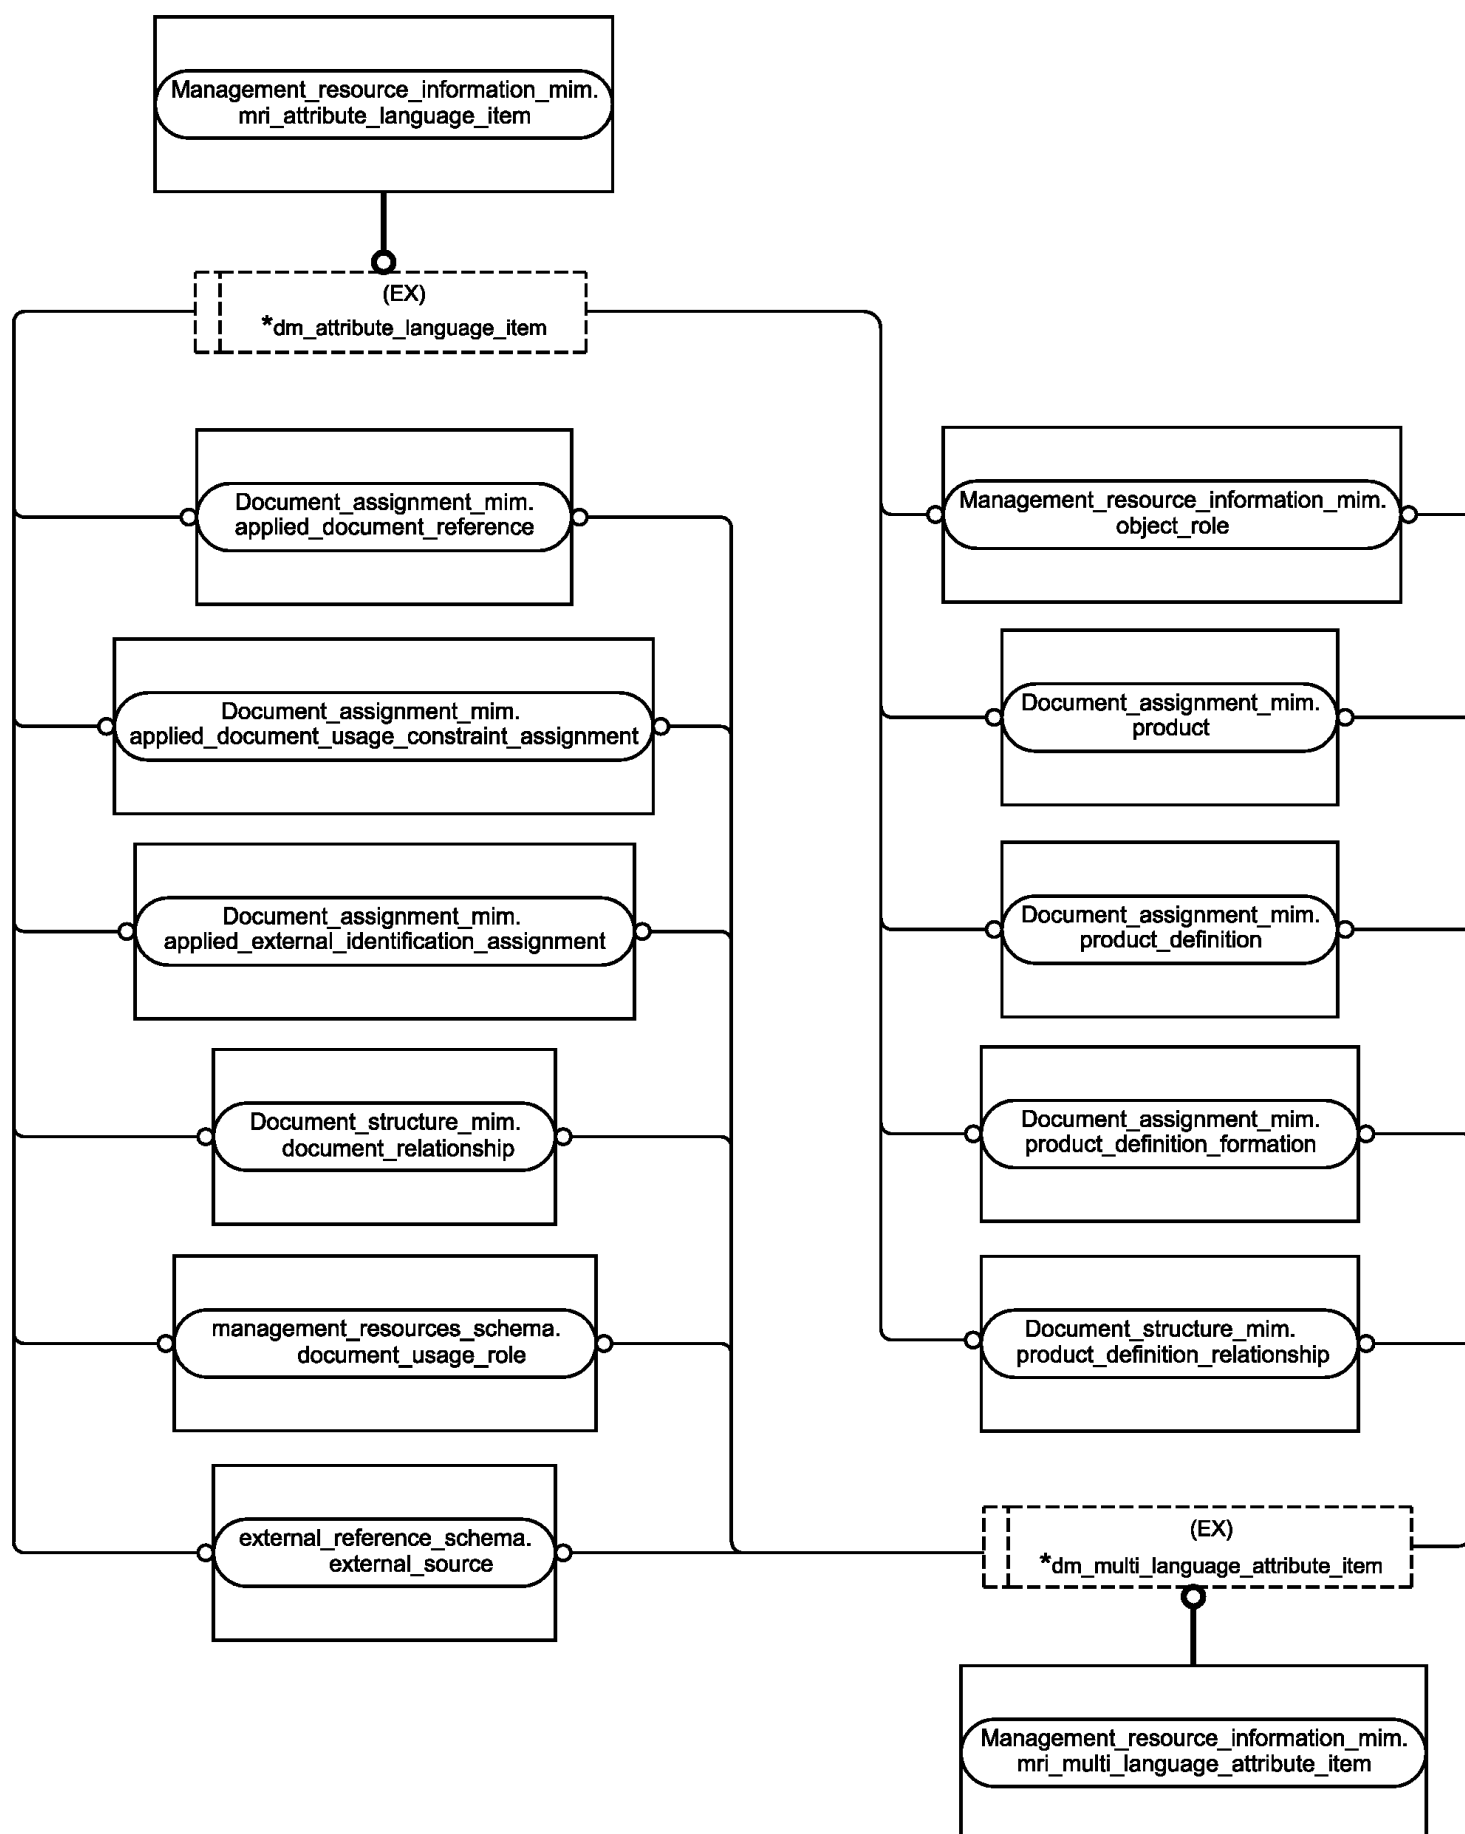 Management_resource_information_mim.
mri_attribute_language_item
(EX)
*dm_attribute_language_item
Document_assignment_mim.
applied_document_reference
Management_resource_information_mim.
object_role
Document_assignment_mim.
applied_document_usage_constraint_assignment
Document_assignment_mim.
product
Document_assignment_mim.
applied_external_identification_assignment
Document_assignment_mim.
product_definition
Document_structure_mim.
document_relationship
Document_assignment_mim.
product_definition_formation
management_resources_schema.
document_usage_role
Document_structure_mim.
product_definition_relationship
external_reference_schema.
external_source
(EX)
*dm_multi_language_attribute_item
Management_resource_information_mim.
mri_multi_language_attribute_item